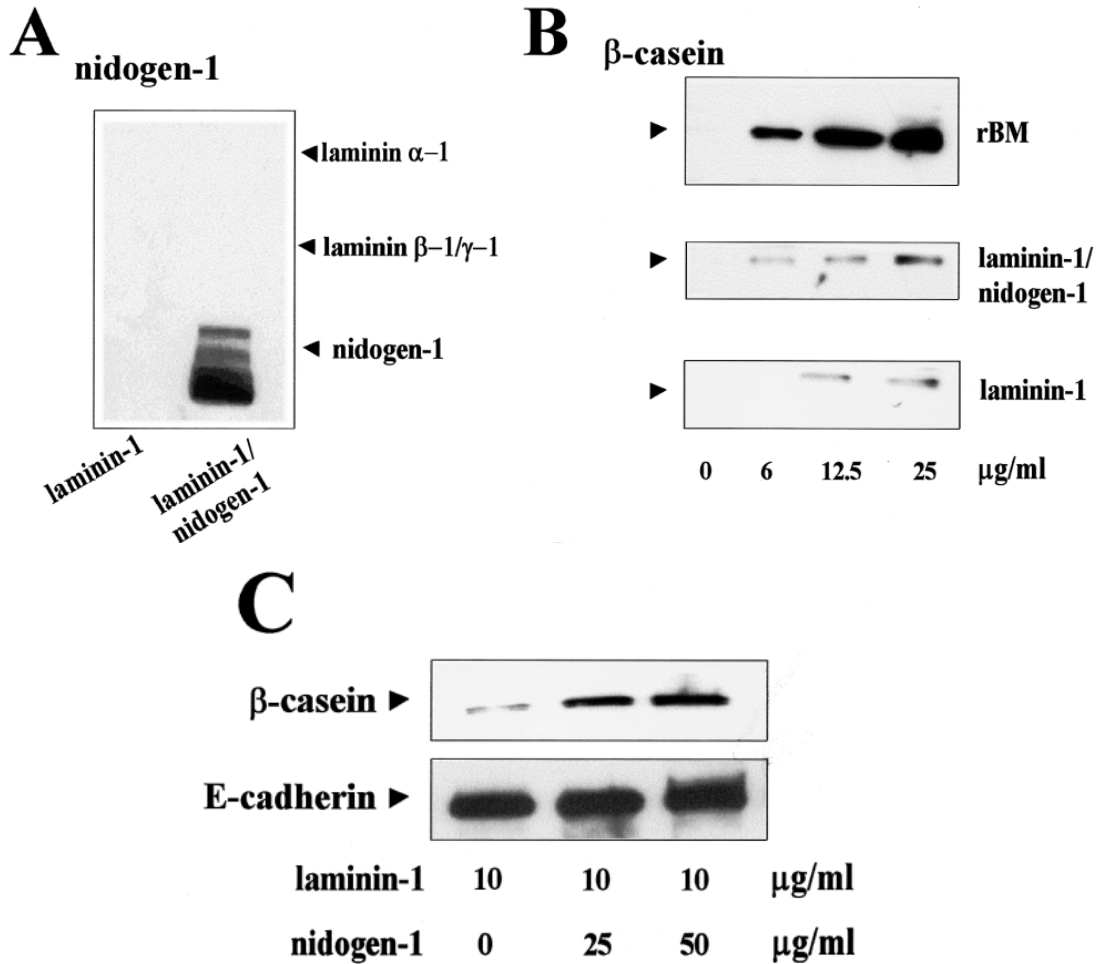 A
nidogen-1
laminin α-1
laminin β-1/γ-1
nidogen-1
laminin-1
laminin-1/
nidogen-1
B
β-casein
rBM
laminin-1/
nidogen-1
laminin-1
0 6 12.5 25 μg/ml
C
β-casein
E-cadherin
laminin-1 10 10 10 μg/ml
nidogen-1 0 25 50 μg/ml